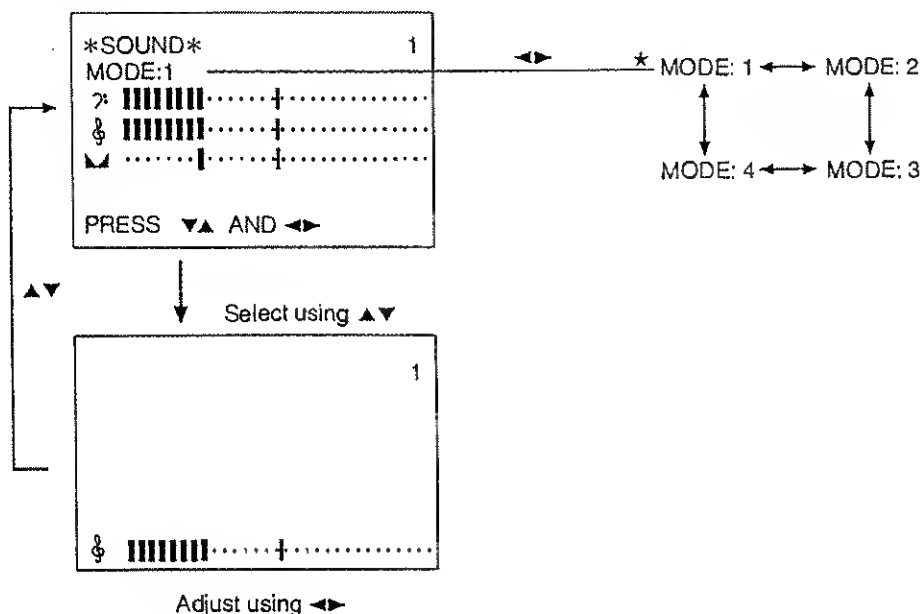 *SOUND* 1
MODE:1
PRESS ▼▲ AND ◄►
◄►
★ MODE: 1 ◄─► MODE: 2
MODE: 4 ◄─► MODE: 3
▲▼
Select using ▲▼
1
Adjust using ◄►